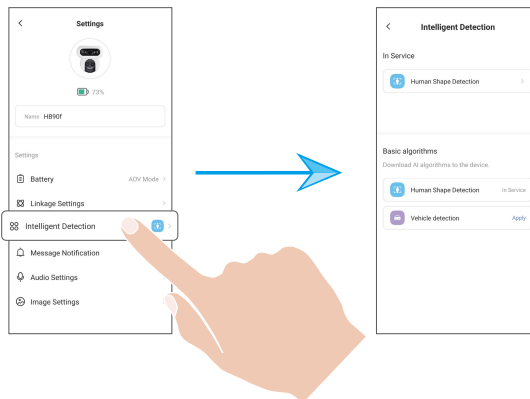 Settings
73%
Name: HB90f
Settings
Battery ADV Mode
Linkage Settings
Intelligent Detection
Message Notification
Audio Settings
Image Settings
Intelligent Detection
In Service
Human Shape Detection
Basic algorithms
Download AI algorithms to the device.
Human Shape Detection In Service
Vehicle detection Apply